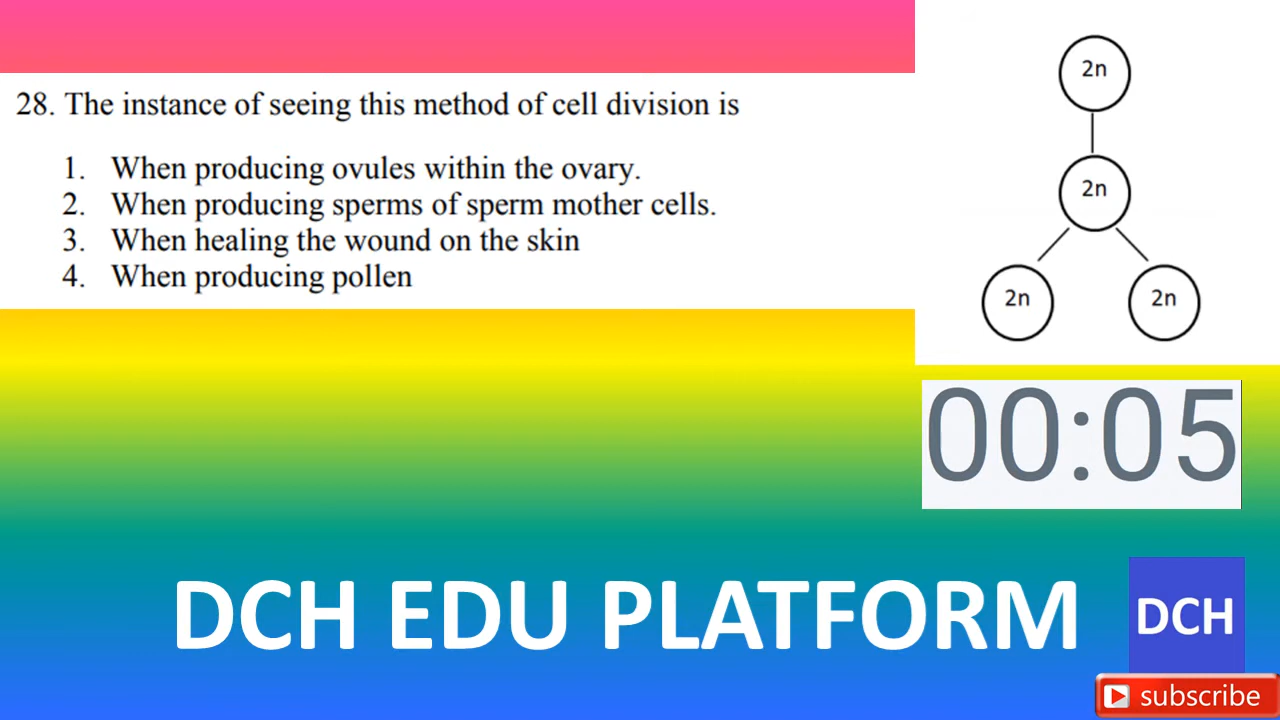 28. The instance of seeing this method of cell division is
1. When producing ovules within the ovary.
2. When producing sperms of sperm mother cells.
3. When healing the wound on the skin
4. When producing pollen
2n
2n
2n 2n
00:05
DCH EDU PLATFORM
DCH
subscribe